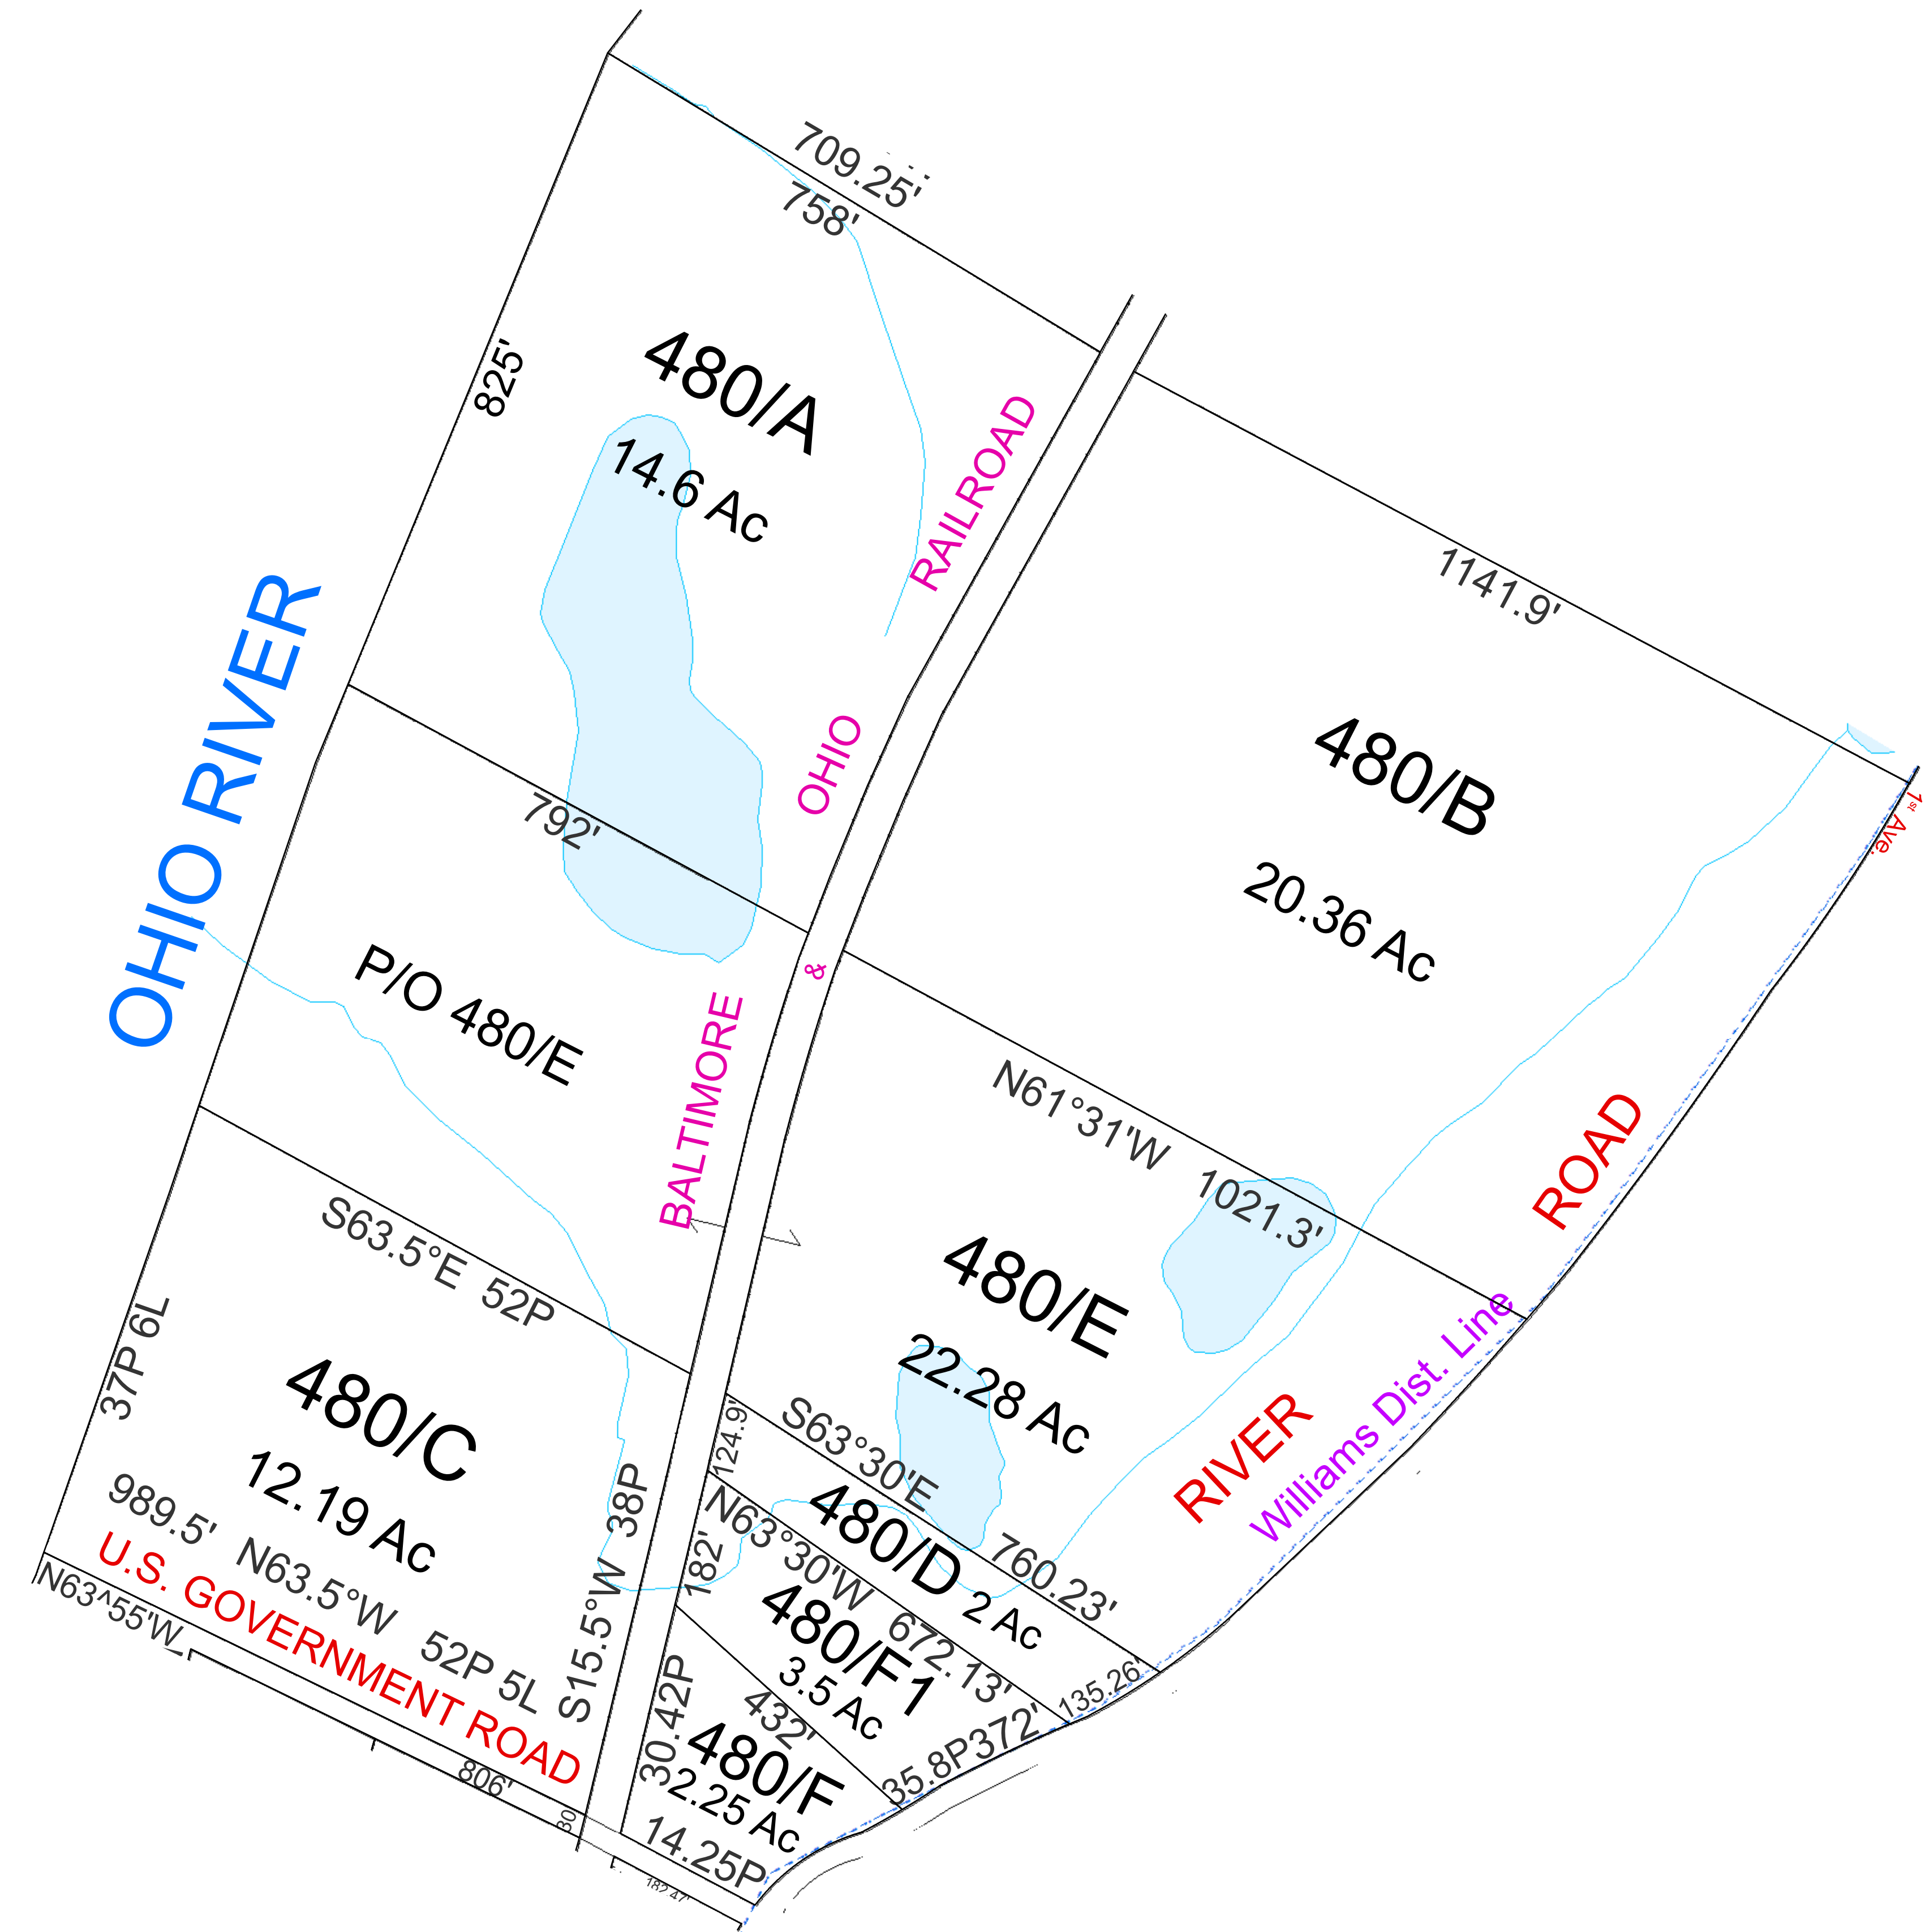 709.25'
758'
825'
480/A
14.6 Ac
RAILROAD
1141.9'
OHIO RIVER
OHIO
480/B
20.36 Ac
1st Ave.
792'
P/O 480/E
&
BALTIMORE
N61°31'W 1021.3'
ROAD
S63.5°E 52P
480/E
22.28 Ac
37P 6L
Williams Dist. Line
RIVER
480/C
12.19 Ac
124.9'
S63°30'E 760.23'
38P
S15.5°W
480/D 2 Ac
182'
N63°30'W 672.13'
989.5' N63.5°W 52P 5L
U.S. GOVERNMENT ROAD
N63^55'W
480/F1
3.5 Ac
135.26'
432'
30.42P
35.8P
372'
480/F
2.25 Ac
806'
30'
14.25P
182.47'